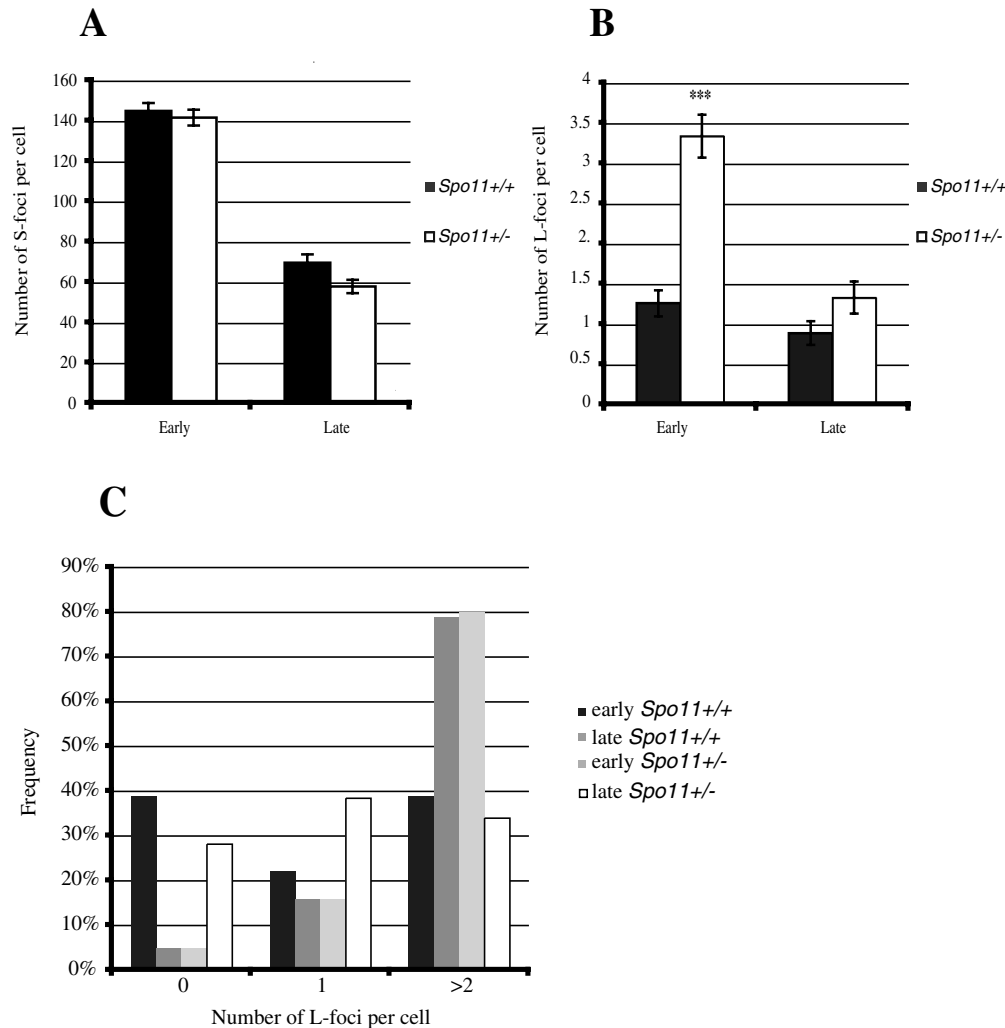 A
Number of S-foci per cell
160
140
120
100
80
60
40
20
0
Early
Late
Spo11+/+
Spo11+/-
B
Number of L-foci per cell
4
3.5
3
2.5
2.
1.5
1
0.5
0
***
Early
Late
Spo11+/+
Spo11+/-
C
Frequency
90%
80%
70%
60%
50%
40%
30%
20%
10%
0%
0
1
>2
Number of L-foci per cell
early Spo11+/+
late Spo11+/+
early Spo11+/-
late Spo11+/-